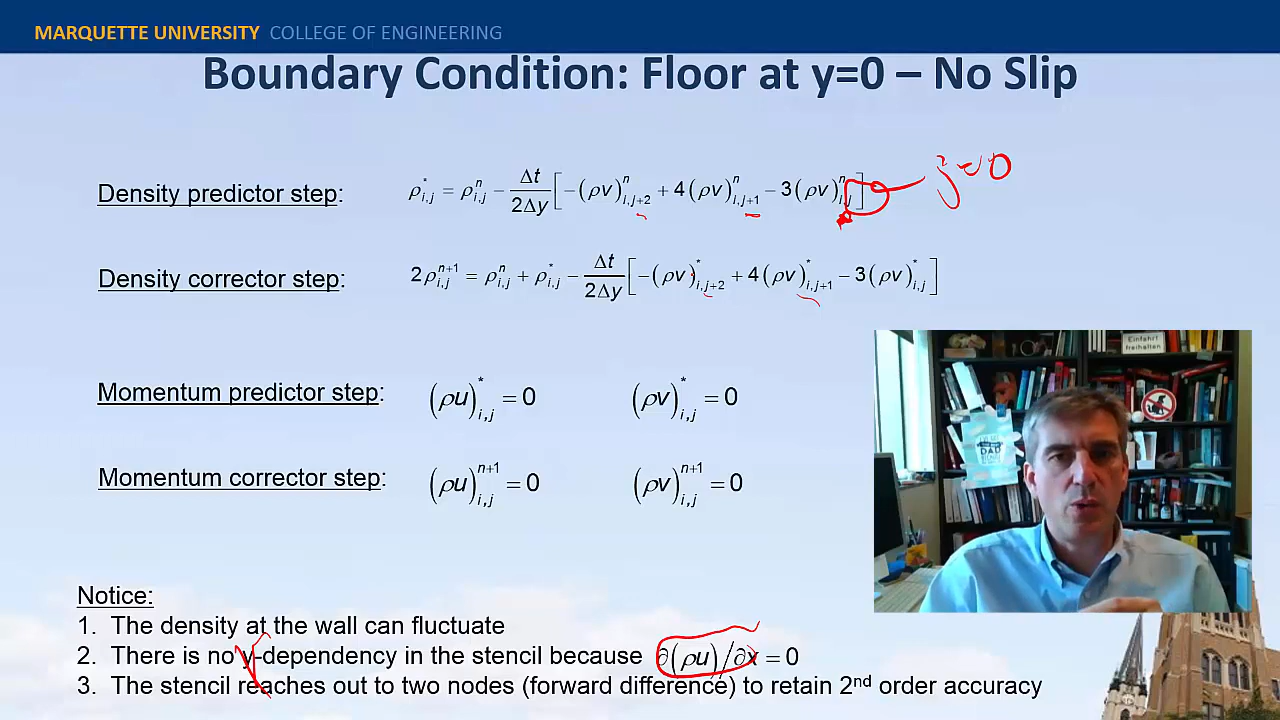 MARQUETTE UNIVERSITY COLLEGE OF ENGINEERING
Boundary Condition: Floor at y=0 – No Slip
j=0
Density predictor step: ρ*i,j = ρⁿi,j − Δt/2Δy [−(ρv)ⁿi,j+2 + 4(ρv)ⁿi,j+1 − 3(ρv)ⁿi,j]
Density corrector step: 2ρⁿ⁺¹i,j = ρⁿi,j + ρ*i,j − Δt/2Δy [−(ρv)*i,j+2 + 4(ρv)*i,j+1 − 3(ρv)*i,j]
Einfahrt
freihalten
Momentum predictor step: (ρu)*i,j = 0 (ρv)*i,j = 0
DAD
Momentum corrector step: (ρu)ⁿ⁺¹i,j = 0 (ρv)ⁿ⁺¹i,j = 0
Notice:
1. The density at the wall can fluctuate
2. There is no y-dependency in the stencil because ∂(ρu)/∂x = 0
3. The stencil reaches out to two nodes (forward difference) to retain 2nd order accuracy